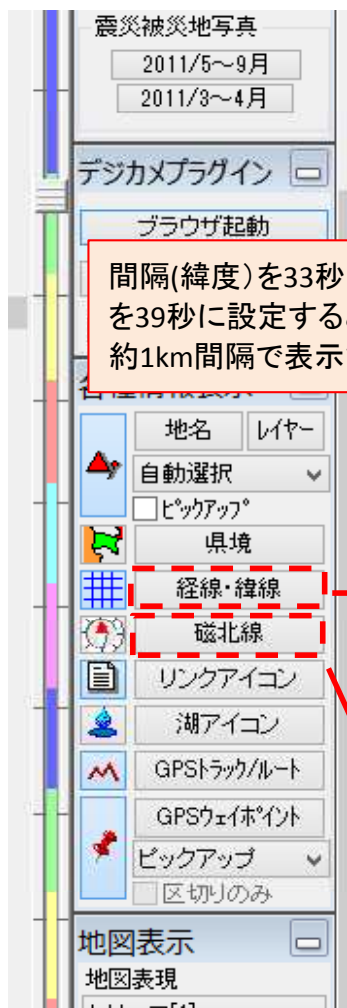 震災被災地写真
2011/5～9月
2011/3～4月
デジカメプラグイン
ブラウザ起動
間隔(緯度)を33秒
を39秒に設定する
約1km間隔で表示
地名 ﾚｲﾔｰ
自動選択
ﾋﾟｯｸｱｯﾌﾟ
県境
経線・緯線
磁北線
リンクアイコン
湖アイコン
GPSﾄﾗｯｸ/ﾙｰﾄ
GPSｳｪｲﾎﾟｲﾝﾄ
ピックアップ
区切りのみ
地図表示
地図表現